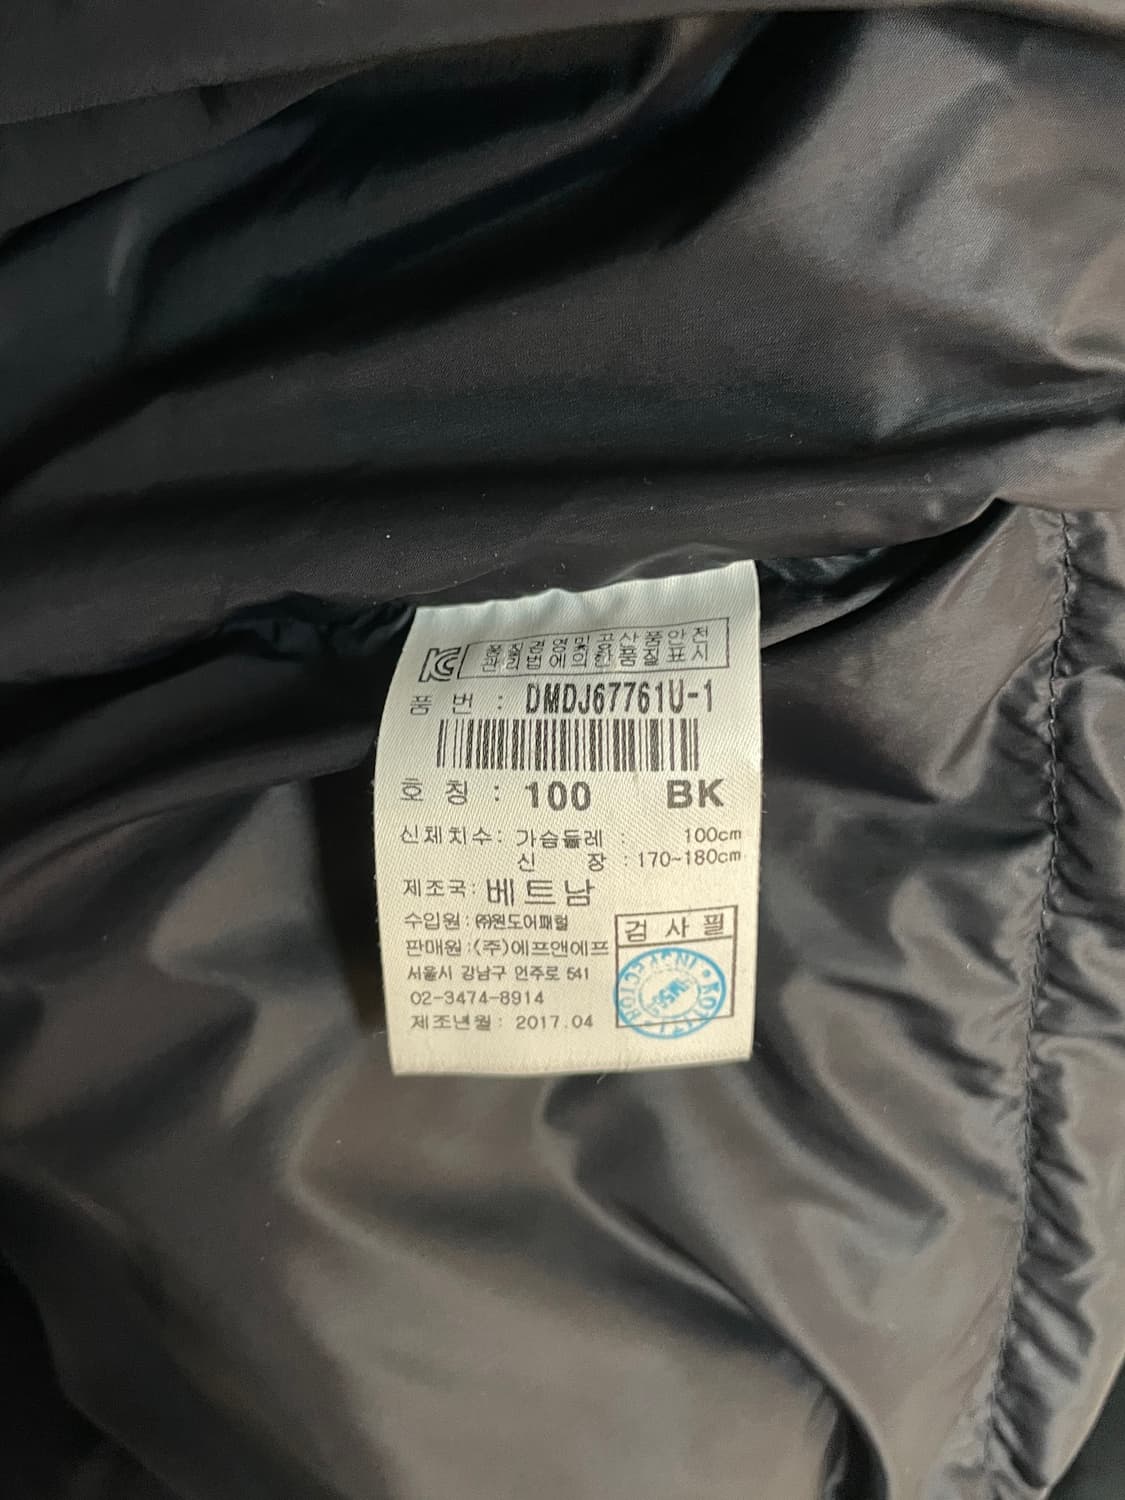 품질경영및공산품안전
관리법에의한품질표시
품 번 : DMDJ67761U-1
호 칭 : 100 BK
신체치수: 가슴둘레 : 100cm
신 장 : 170~180cm
제조국: 베트남
수입원:㈜원도어패럴
판매원:(주)에프앤에프
서울시 강남구 언주로 541
02-3474-8914
제조년월: 2017.04
검 사 필
KOTITI
INSPECTOR